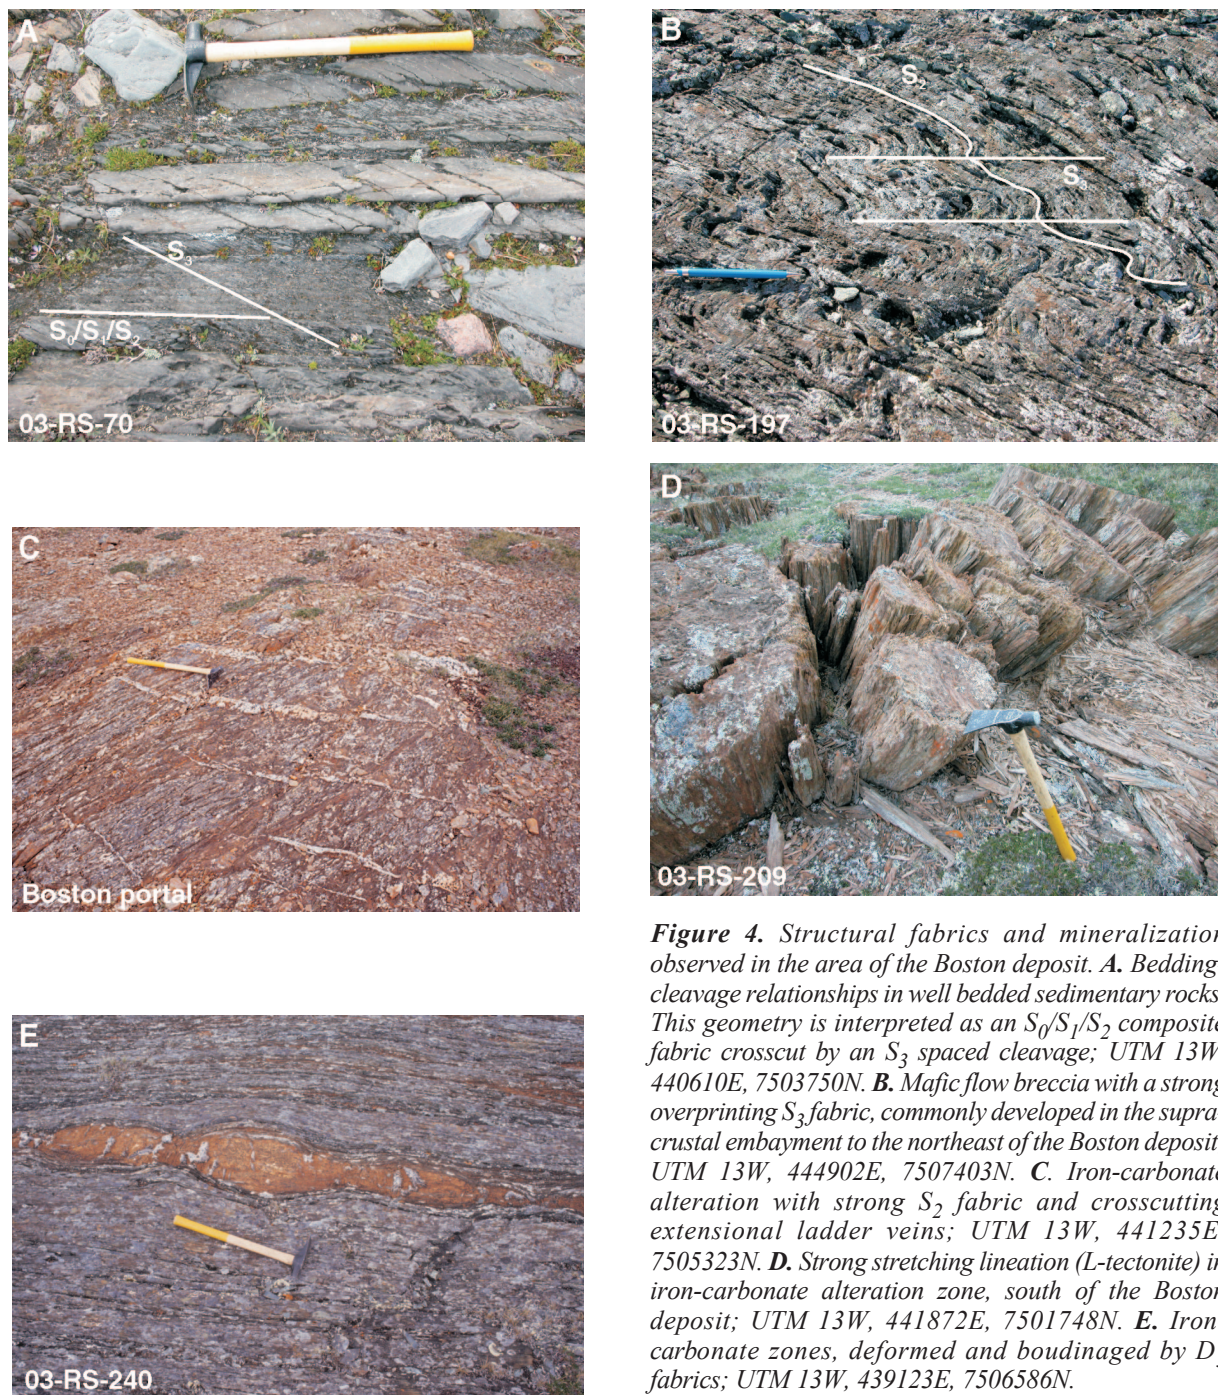 A
S3
S0/S1/S2
03-RS-70
B
S2
S3
03-RS-197
C
Boston portal
D
03-RS-209
E
03-RS-240
Figure 4. Structural fabrics and mineralization
observed in the area of the Boston deposit. A. Bedding
cleavage relationships in well bedded sedimentary rocks
This geometry is interpreted as an S0/S1/S2 composite
fabric crosscut by an S3 spaced cleavage; UTM 13W
440610E, 7503750N. B. Mafic flow breccia with a strong
overprinting S3 fabric, commonly developed in the supra
crustal embayment to the northeast of the Boston deposit
UTM 13W, 444902E, 7507403N. C. Iron-carbonate
alteration with strong S2 fabric and crosscutting
extensional ladder veins; UTM 13W, 441235E
7505323N. D. Strong stretching lineation (L-tectonite) in
iron-carbonate alteration zone, south of the Boston
deposit; UTM 13W, 441872E, 7501748N. E. Iron
carbonate zones, deformed and boudinaged by D
fabrics; UTM 13W, 439123E, 7506586N.